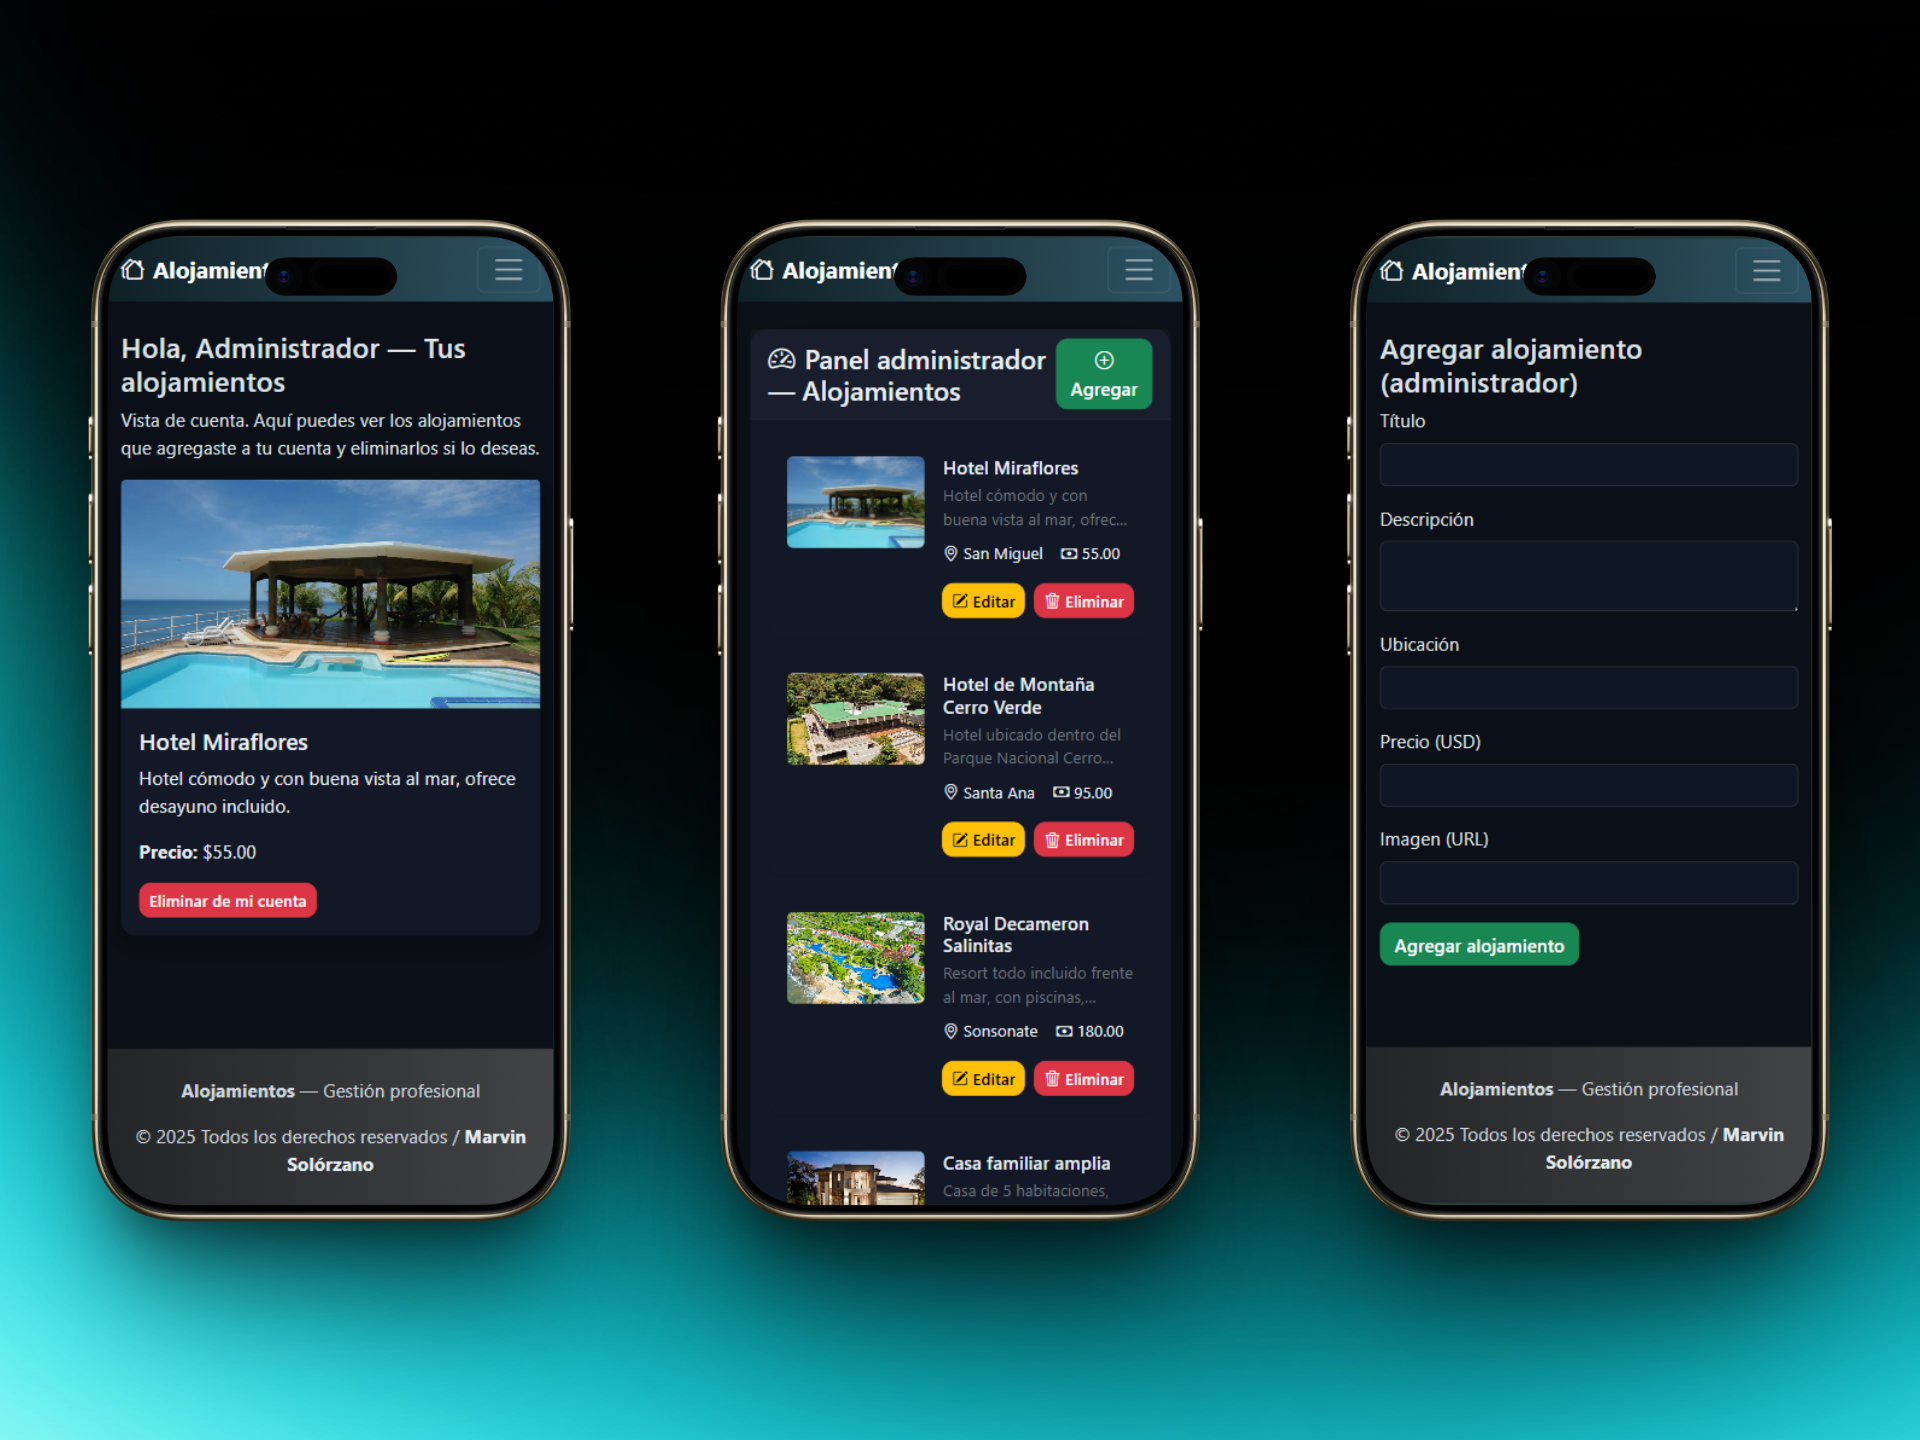 Alojamient
Hola, Administrador — Tus
alojamientos
Vista de cuenta. Aquí puedes ver los alojamientos
que agregaste a tu cuenta y eliminarlos si lo deseas.
Hotel Miraflores
Hotel cómodo y con buena vista al mar, ofrece
desayuno incluido.
Precio: $55.00
Eliminar de mi cuenta
Alojamientos — Gestión profesional
© 2025 Todos los derechos reservados / Marvin
Solórzano
Alojamient
Panel administrador
— Alojamientos
Agregar
Hotel Miraflores
Hotel cómodo y con
buena vista al mar, ofrec...
San Miguel 55.00
Editar Eliminar
Hotel de Montaña
Cerro Verde
Hotel ubicado dentro del
Parque Nacional Cerro...
Santa Ana 95.00
Editar Eliminar
Royal Decameron
Salinitas
Resort todo incluido frente
al mar, con piscinas,...
Sonsonate 180.00
Editar Eliminar
Casa familiar amplia
Casa de 5 habitaciones,
Alojamient
Agregar alojamiento
(administrador)
Título
Descripción
Ubicación
Precio (USD)
Imagen (URL)
Agregar alojamiento
Alojamientos — Gestión profesional
© 2025 Todos los derechos reservados / Marvin
Solórzano